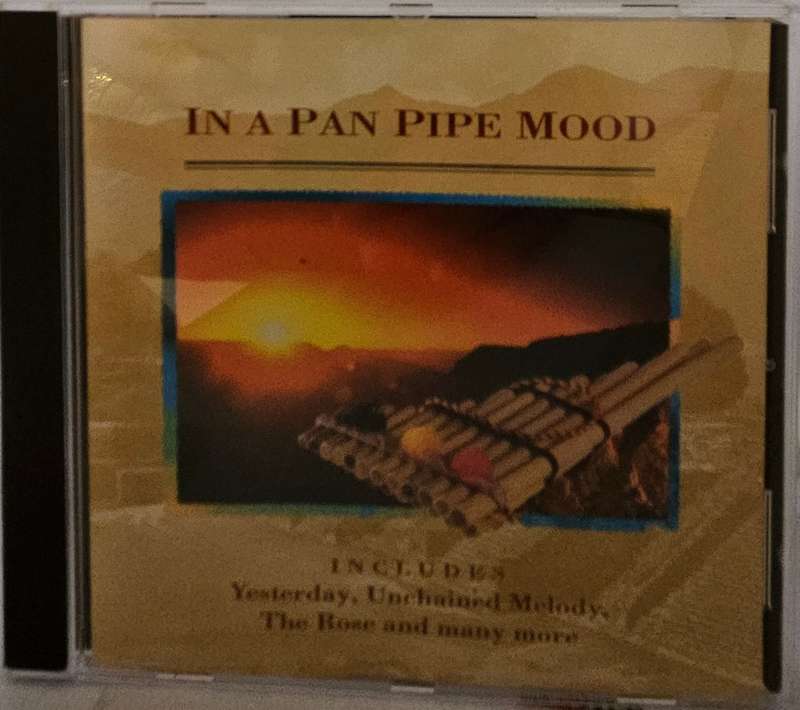 IN A PAN PIPE MOOD
INCLUDES
Yesterday, Unchained Melody,
The Rose and many more